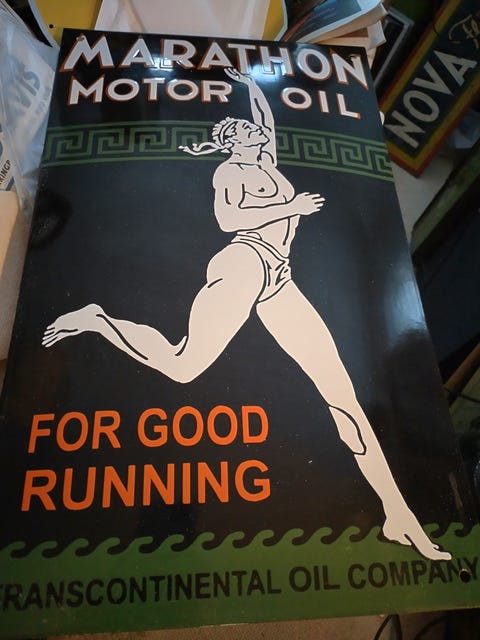 MARATHON
MOTOR OIL
FOR GOOD
RUNNING
TRANSCONTINENTAL OIL COMPANY
NOVA